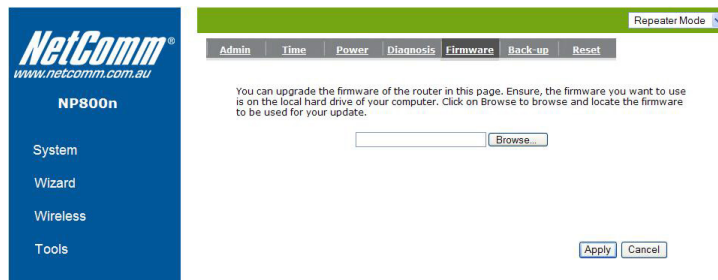 Repeater Mode
NetComm®
www.netcomm.com.au
NP800n
System
Wizard
Wireless
Tools
Admin Time Power Diagnosis Firmware Back-up Reset
You can upgrade the firmware of the router in this page. Ensure, the firmware you want to use
is on the local hard drive of your computer. Click on Browse to browse and locate the firmware
to be used for your update.
Browse...
Apply Cancel